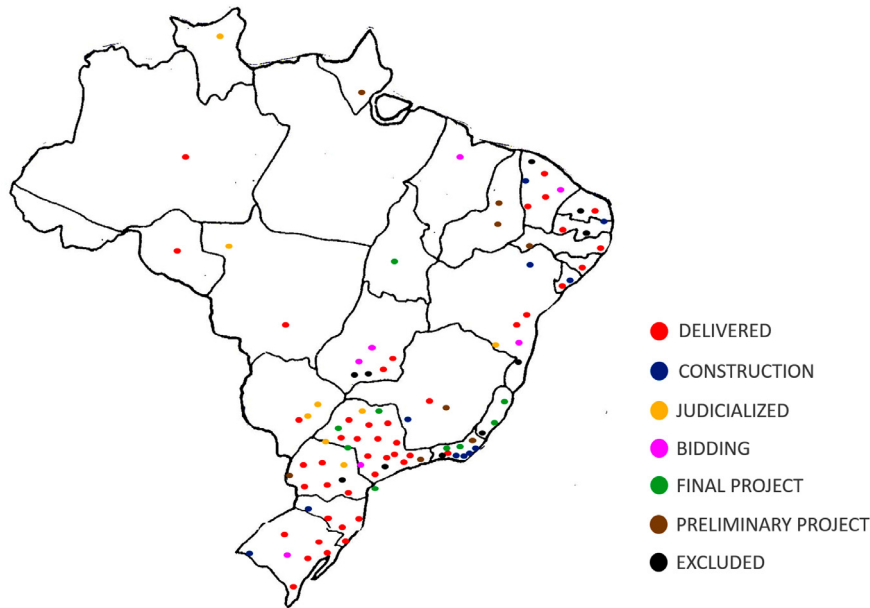 DELIVERED
CONSTRUCTION
JUDICIALIZED
BIDDING
FINAL PROJECT
PRELIMINARY PROJECT
EXCLUDED